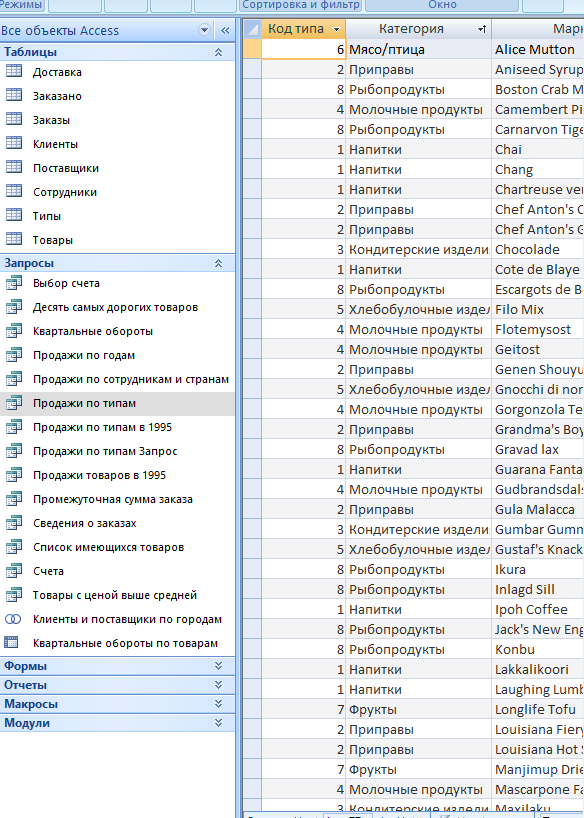 Режимы Сортировка и фильтр Окно
Все объекты Access
Таблицы
Доставка
Заказано
Заказы
Клиенты
Поставщики
Сотрудники
Типы
Товары
Запросы
Выбор счета
Десять самых дорогих товаров
Квартальные обороты
Продажи по годам
Продажи по сотрудникам и странам
Продажи по типам
Продажи по типам в 1995
Продажи по типам Запрос
Продажи товаров в 1995
Промежуточная сумма заказа
Сведения о заказах
Список имеющихся товаров
Счета
Товары с ценой выше средней
Клиенты и поставщики по городам
Квартальные обороты по товарам
Формы
Отчеты
Макросы
Модули
Код типа Категория Марк
6 Мясо/птица Alice Mutton
2 Приправы Aniseed Syrup
8 Рыбопродукты Boston Crab M
4 Молочные продукты Camembert Pi
8 Рыбопродукты Carnarvon Tige
1 Напитки Chai
1 Напитки Chang
1 Напитки Chartreuse ver
2 Приправы Chef Anton's C
2 Приправы Chef Anton's G
3 Кондитерские издели Chocolade
1 Напитки Cote de Blaye
8 Рыбопродукты Escargots de B
5 Хлебобулочные издел Filo Mix
4 Молочные продукты Flotemysost
4 Молочные продукты Geitost
2 Приправы Genen Shouyu
5 Хлебобулочные издел Gnocchi di non
4 Молочные продукты Gorgonzola Te
2 Приправы Grandma's Boy
8 Рыбопродукты Gravad lax
1 Напитки Guarana Fanta
4 Молочные продукты Gudbrandsdals
2 Приправы Gula Malacca
3 Кондитерские издели Gumbar Gumm
5 Хлебобулочные издел Gustaf's Knack
8 Рыбопродукты Ikura
8 Рыбопродукты Inlagd Sill
1 Напитки Ipoh Coffee
8 Рыбопродукты Jack's New Eng
8 Рыбопродукты Konbu
1 Напитки Lakkalikoori
1 Напитки Laughing Lumb
7 Фрукты Longlife Tofu
2 Приправы Louisiana Fiery
2 Приправы Louisiana Hot S
7 Фрукты Manjimup Drie
4 Молочные продукты Mascarpone Fa
3 Кондитерские издели Maxilaku